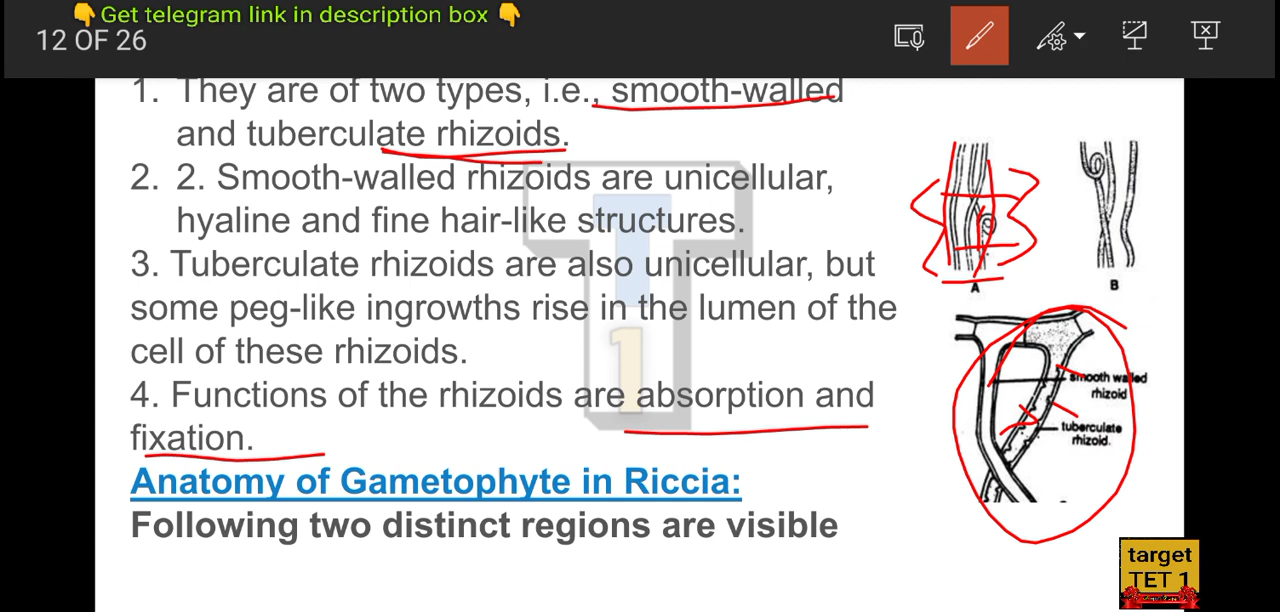 👇Get telegram link in description box 👇
12 OF 26
1. They are of two types, i.e., smooth-walled
and tuberculate rhizoids.
2. 2. Smooth-walled rhizoids are unicellular,
hyaline and fine hair-like structures.
3. Tuberculate rhizoids are also unicellular, but
some peg-like ingrowths rise in the lumen of the
cell of these rhizoids.
4. Functions of the rhizoids are absorption and
fixation.
Anatomy of Gametophyte in Riccia:
Following two distinct regions are visible
A
B
smooth walled
rhizoid
tuberculate
rhizoid.
T
1
target
TET 1